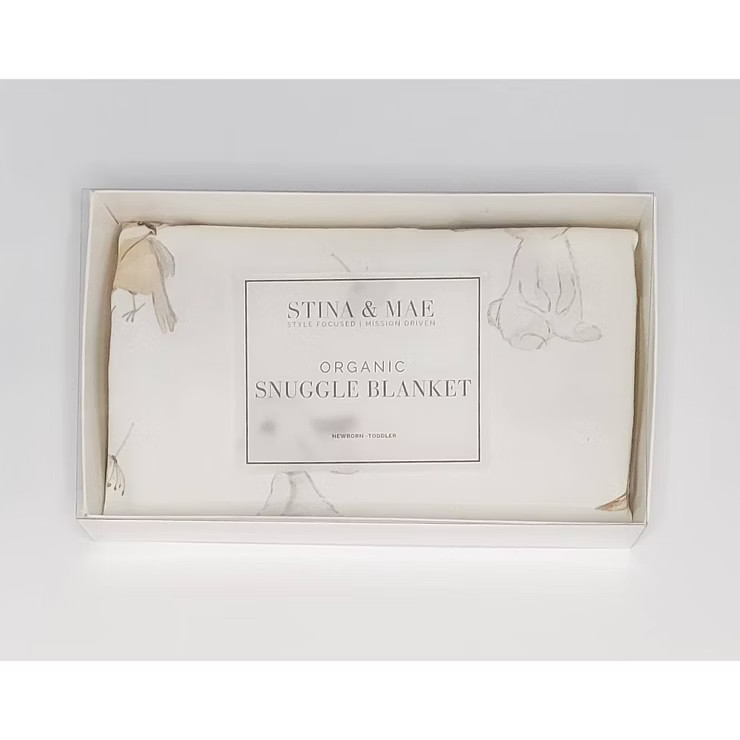 STINA & MAE
STYLE FOCUSED | MISSION DRIVEN
ORGANIC
SNUGGLE BLANKET
NEWBORN -TODDLER